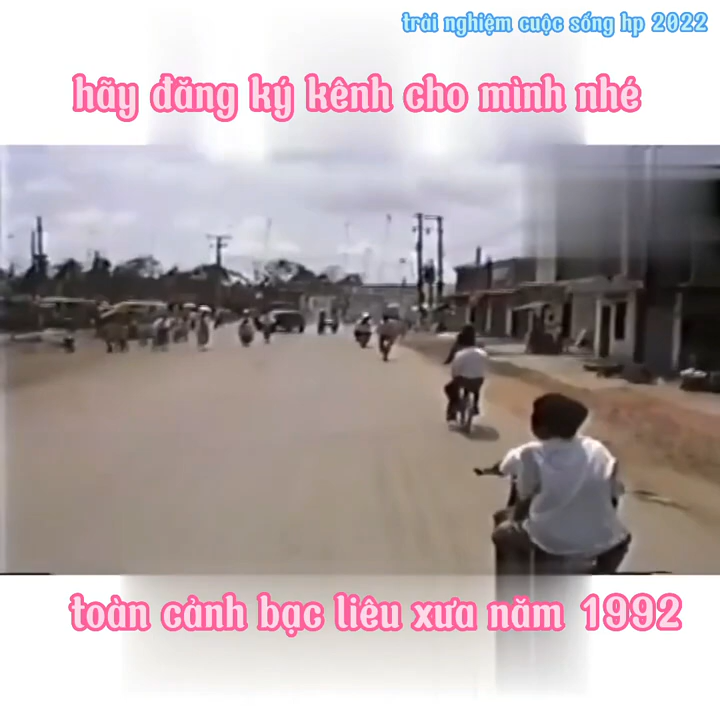 trải nghiệm cuộc sống hp 2022
hãy đăng ký kênh cho mình nhé
toàn cảnh bạc liêu xưa năm 1992